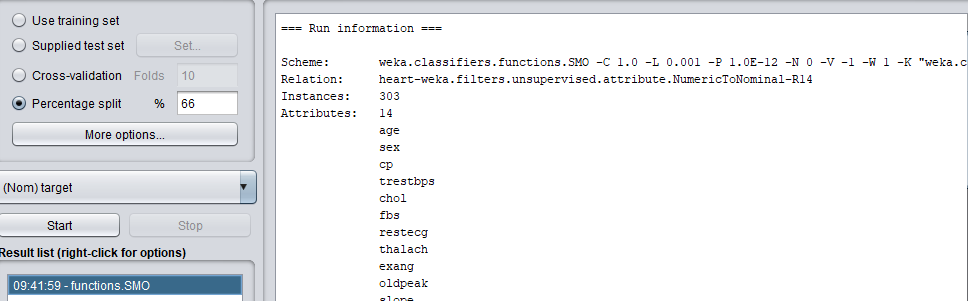 Use training set
Supplied test set Set...
Cross-validation Folds 10
Percentage split % 66
More options...
(Nom) target
Start Stop
Result list (right-click for options)
09:41:59 - functions.SMO
=== Run information ===
Scheme: weka.classifiers.functions.SMO -C 1.0 -L 0.001 -P 1.0E-12 -N 0 -V -1 -W 1 -K "weka.c
Relation: heart-weka.filters.unsupervised.attribute.NumericToNominal-R14
Instances: 303
Attributes: 14
age
sex
cp
trestbps
chol
fbs
restecg
thalach
exang
oldpeak
slope